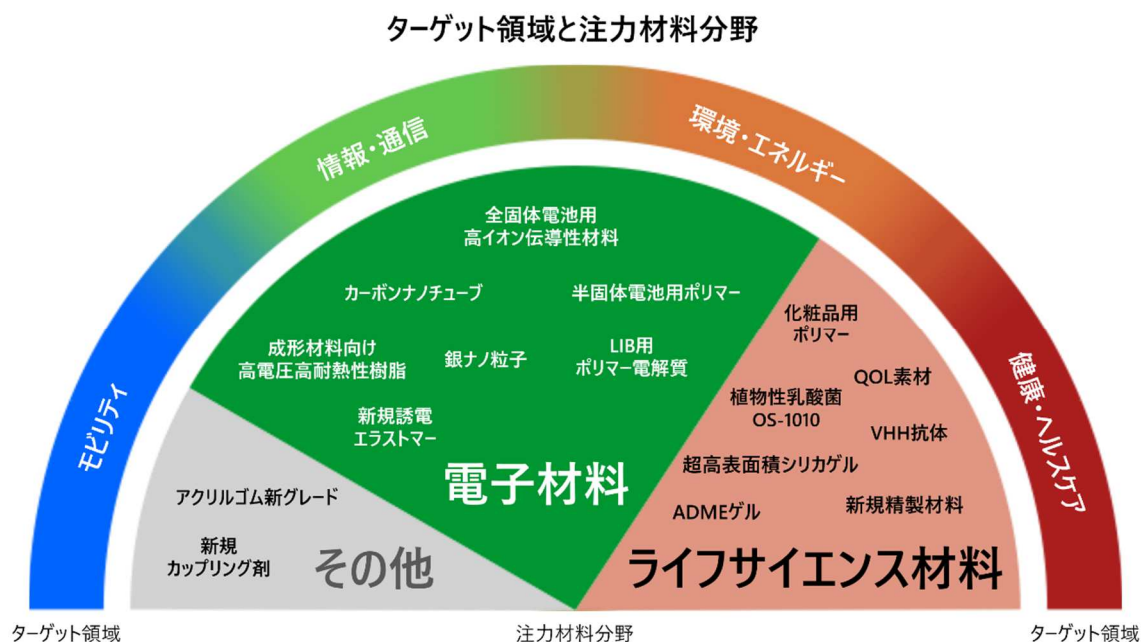 ターゲット領域と注力材料分野
情報・通信
環境・エネルギー
モビリティ
健康・ヘルスケア
全固体電池用
高イオン伝導性材料
カーボンナノチューブ
半固体電池用ポリマー
成形材料向け
高電圧高耐熱性樹脂
銀ナノ粒子
LIB用
ポリマー電解質
新規誘電
エラストマー
電子材料
化粧品用
ポリマー
QOL素材
植物性乳酸菌
OS-1010
VHH抗体
超高表面積シリカゲル
ADMEゲル
新規精製材料
ライフサイエンス材料
アクリルゴム新グレード
新規
カップリング剤
その他
ターゲット領域
注力材料分野
ターゲット領域